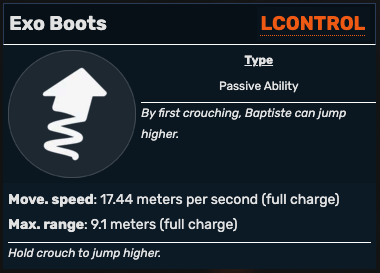 Exo Boots
LCONTROL
Type
Passive Ability
By first crouching, Baptiste can jump
higher.
Move. speed: 17.44 meters per second (full charge)
Max. range: 9.1 meters (full charge)
Hold crouch to jump higher.